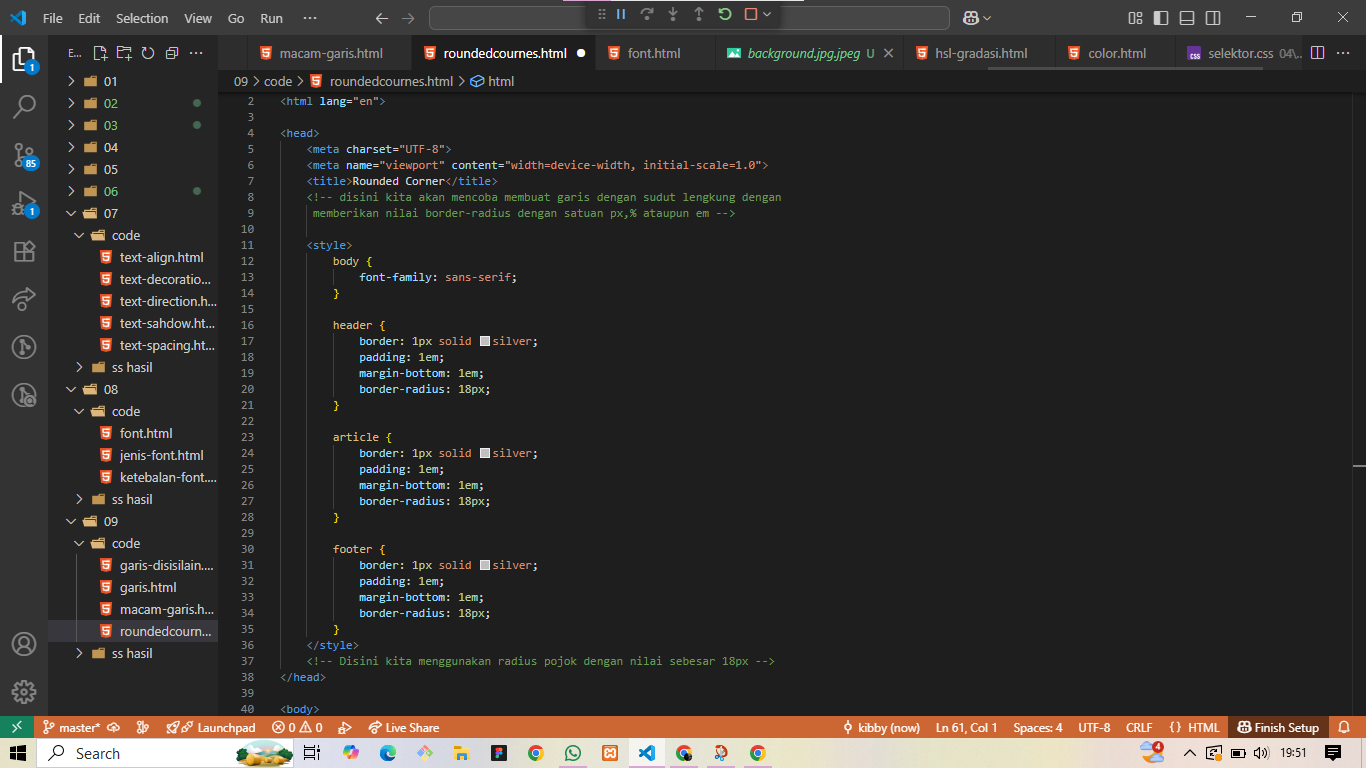 File Edit Selection View Go Run ···
E... ···
macam-garis.html
roundedcournes.html
font.html
background.jpg.jpeg U
hsl-gradasi.html
color.html
selektor.css 04\...
09 > code > roundedcournes.html > html
01
02
03
04
05
06
07
code
text-align.html
text-decoratio...
text-direction.h...
text-sahdow.ht...
text-spacing.ht...
ss hasil
08
code
font.html
jenis-font.html
ketebalan-font....
ss hasil
09
code
garis-disisilain....
garis.html
macam-garis.h...
roundedcourn...
ss hasil
1
85
1
2 <html lang="en">
3
4 <head>
5 <meta charset="UTF-8">
6 <meta name="viewport" content="width=device-width, initial-scale=1.0">
7 <title>Rounded Corner</title>
8 <!-- disini kita akan mencoba membuat garis dengan sudut lengkung dengan
9 memberikan nilai border-radius dengan satuan px,% ataupun em -->
10
11 <style>
12 body {
13 font-family: sans-serif;
14 }
15
16 header {
17 border: 1px solid silver;
18 padding: 1em;
19 margin-bottom: 1em;
20 border-radius: 18px;
21 }
22
23 article {
24 border: 1px solid silver;
25 padding: 1em;
26 margin-bottom: 1em;
27 border-radius: 18px;
28 }
29
30 footer {
31 border: 1px solid silver;
32 padding: 1em;
33 margin-bottom: 1em;
34 border-radius: 18px;
35 }
36 </style>
37 <!-- Disini kita menggunakan radius pojok dengan nilai sebesar 18px -->
38 </head>
39
40 <body>
master* Launchpad 0 0 Live Share kibby (now) Ln 61, Col 1 Spaces: 4 UTF-8 CRLF {} HTML Finish Setup
Search 4 19:51